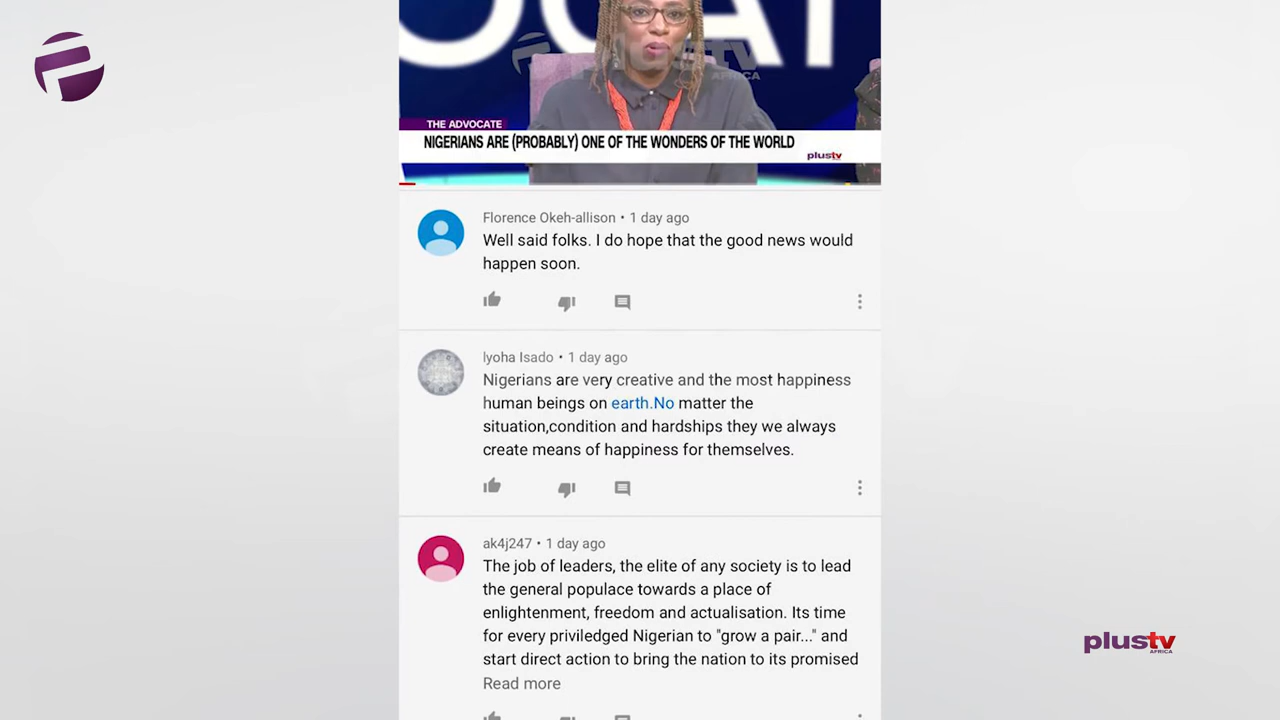 OCAT
plustv
AFRICA
THE ADVOCATE
NIGERIANS ARE (PROBABLY) ONE OF THE WONDERS OF THE WORLD
plustv
Florence Okeh-allison • 1 day ago
Well said folks. I do hope that the good news would
happen soon.
Iyoha Isado • 1 day ago
Nigerians are very creative and the most happiness
human beings on earth.No matter the
situation,condition and hardships they we always
create means of happiness for themselves.
ak4j247 • 1 day ago
The job of leaders, the elite of any society is to lead
the general populace towards a place of
enlightenment, freedom and actualisation. Its time
for every priviledged Nigerian to "grow a pair..." and
start direct action to bring the nation to its promised
Read more
plustv
AFRICA